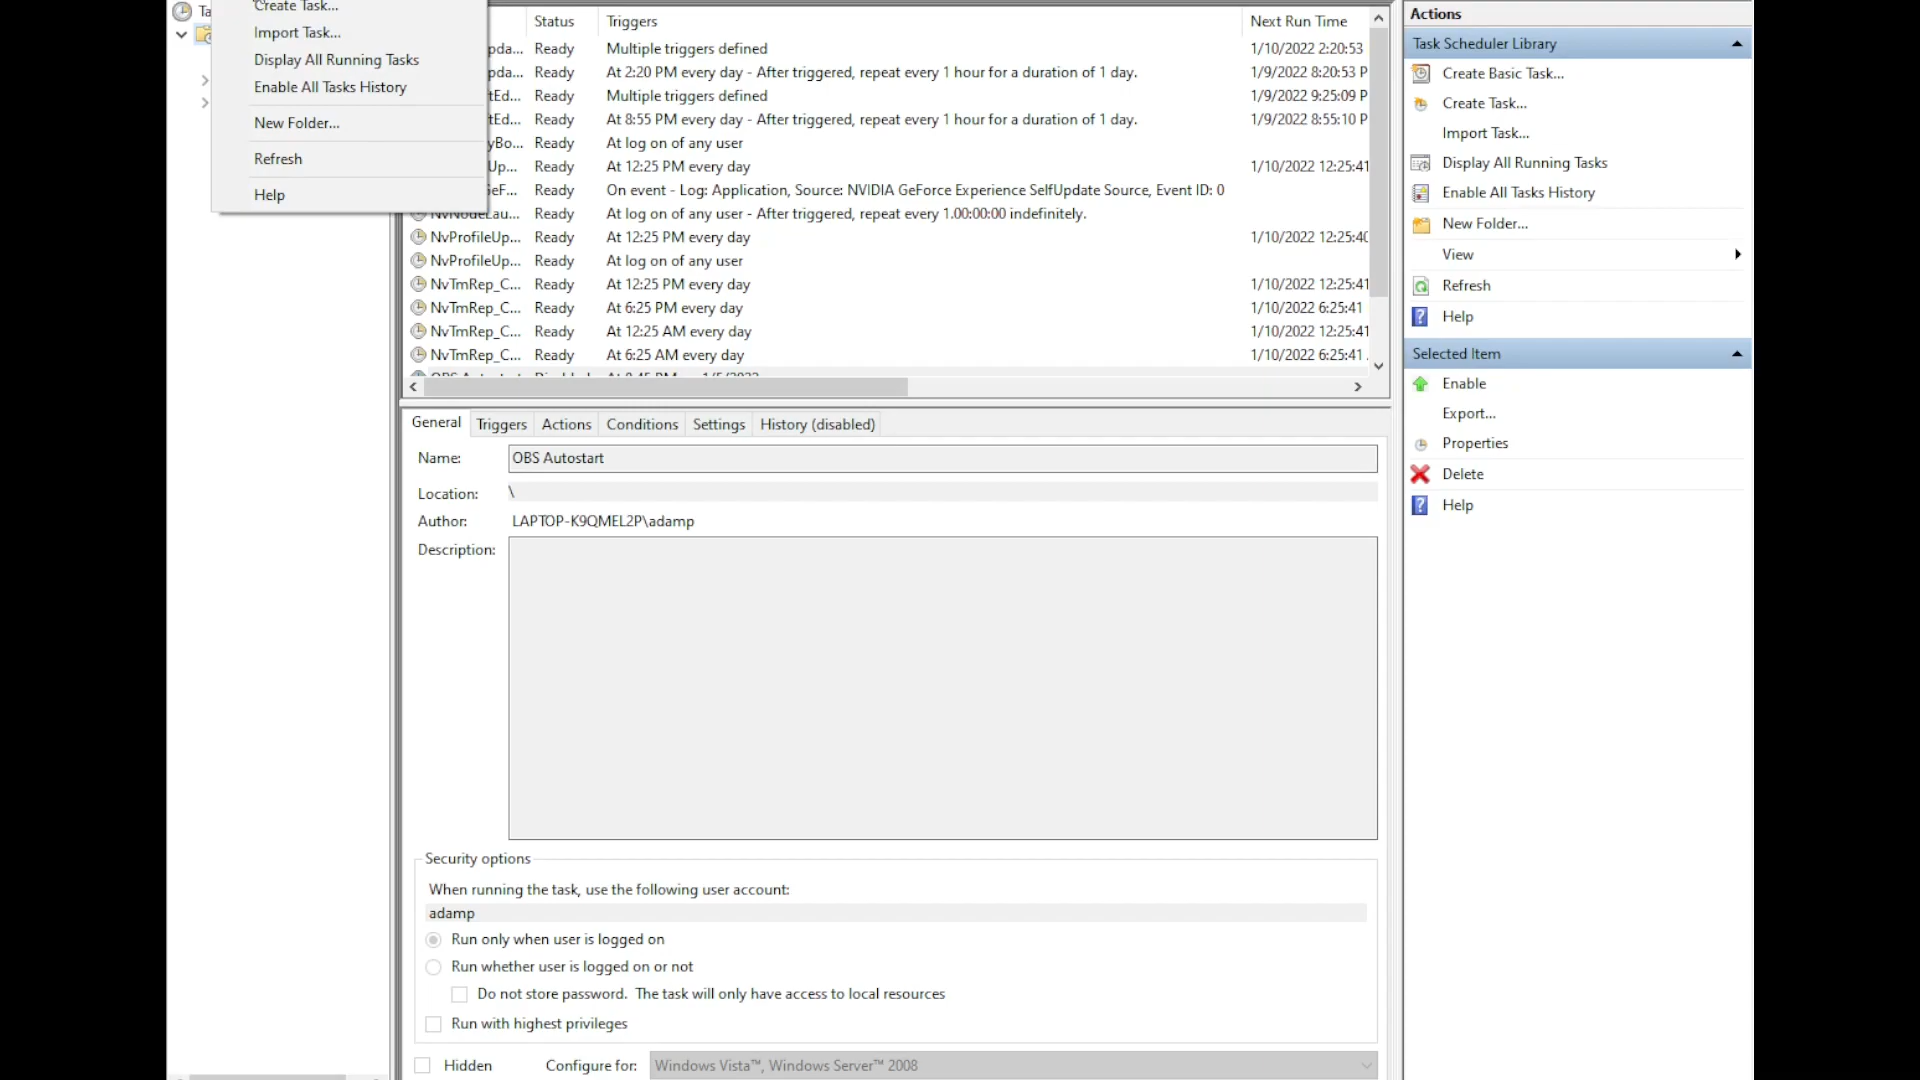 Ta
Create Task...
Import Task...
Display All Running Tasks
Enable All Tasks History
New Folder...
Refresh
Help
Status Triggers Next Run Time
pda... Ready Multiple triggers defined 1/10/2022 2:20:53
pda... Ready At 2:20 PM every day - After triggered, repeat every 1 hour for a duration of 1 day. 1/9/2022 8:20:53 P
tEd... Ready Multiple triggers defined 1/9/2022 9:25:09 P
tEd... Ready At 8:55 PM every day - After triggered, repeat every 1 hour for a duration of 1 day. 1/9/2022 8:55:10 P
yBo... Ready At log on of any user
Up... Ready At 12:25 PM every day 1/10/2022 12:25:41
eF... Ready On event - Log: Application, Source: NVIDIA GeForce Experience SelfUpdate Source, Event ID: 0
NvNodeLau... Ready At log on of any user - After triggered, repeat every 1.00:00:00 indefinitely.
NvProfileUp... Ready At 12:25 PM every day 1/10/2022 12:25:40
NvProfileUp... Ready At log on of any user
NvTmRep_C... Ready At 12:25 PM every day 1/10/2022 12:25:41
NvTmRep_C... Ready At 6:25 PM every day 1/10/2022 6:25:41
NvTmRep_C... Ready At 12:25 AM every day 1/10/2022 12:25:41
NvTmRep_C... Ready At 6:25 AM every day 1/10/2022 6:25:41 .
General Triggers Actions Conditions Settings History (disabled)
Name: OBS Autostart
Location: \
Author: LAPTOP-K9QMEL2P\adamp
Description:
Security options
When running the task, use the following user account:
adamp
Run only when user is logged on
Run whether user is logged on or not
Do not store password. The task will only have access to local resources
Run with highest privileges
Hidden Configure for: Windows Vista™, Windows Server™ 2008
Actions
Task Scheduler Library
Create Basic Task...
Create Task...
Import Task...
Display All Running Tasks
Enable All Tasks History
New Folder...
View
Refresh
Help
Selected Item
Enable
Export...
Properties
Delete
Help